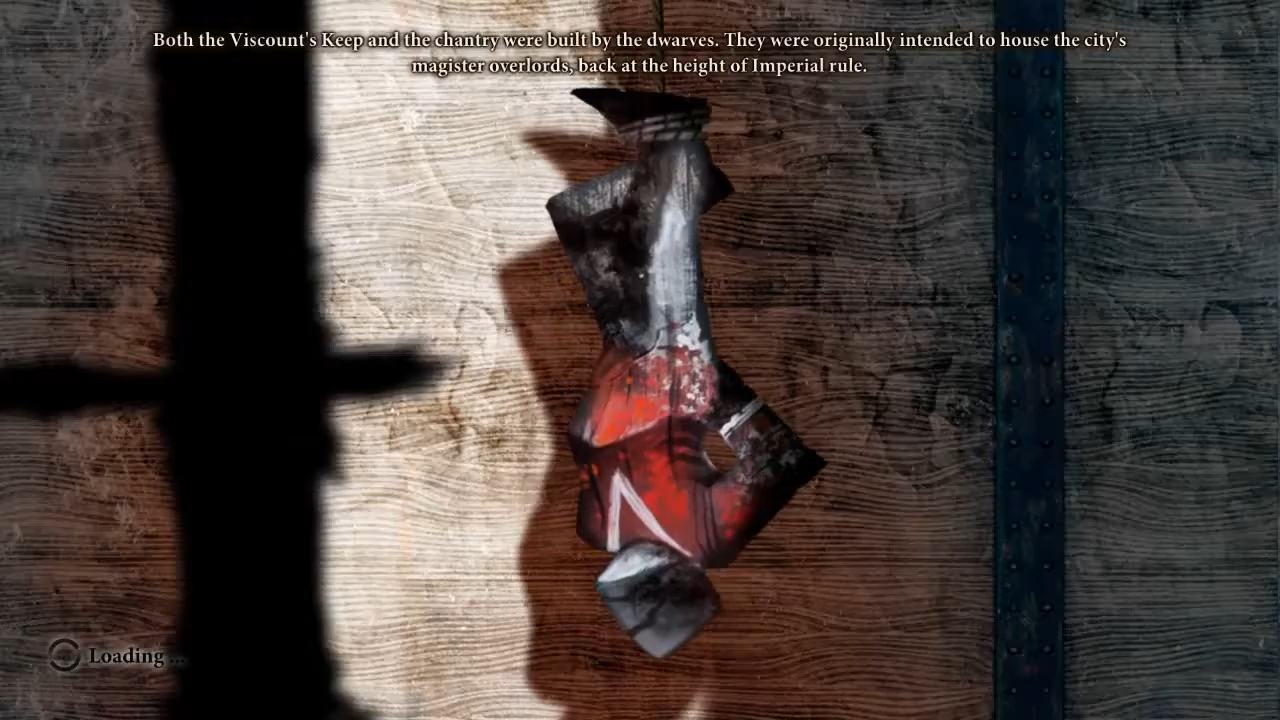 Both the Viscount's Keep and the chantry were built by the dwarves. They were originally intended to house the city's
magister overlords, back at the height of Imperial rule.
Loading ...